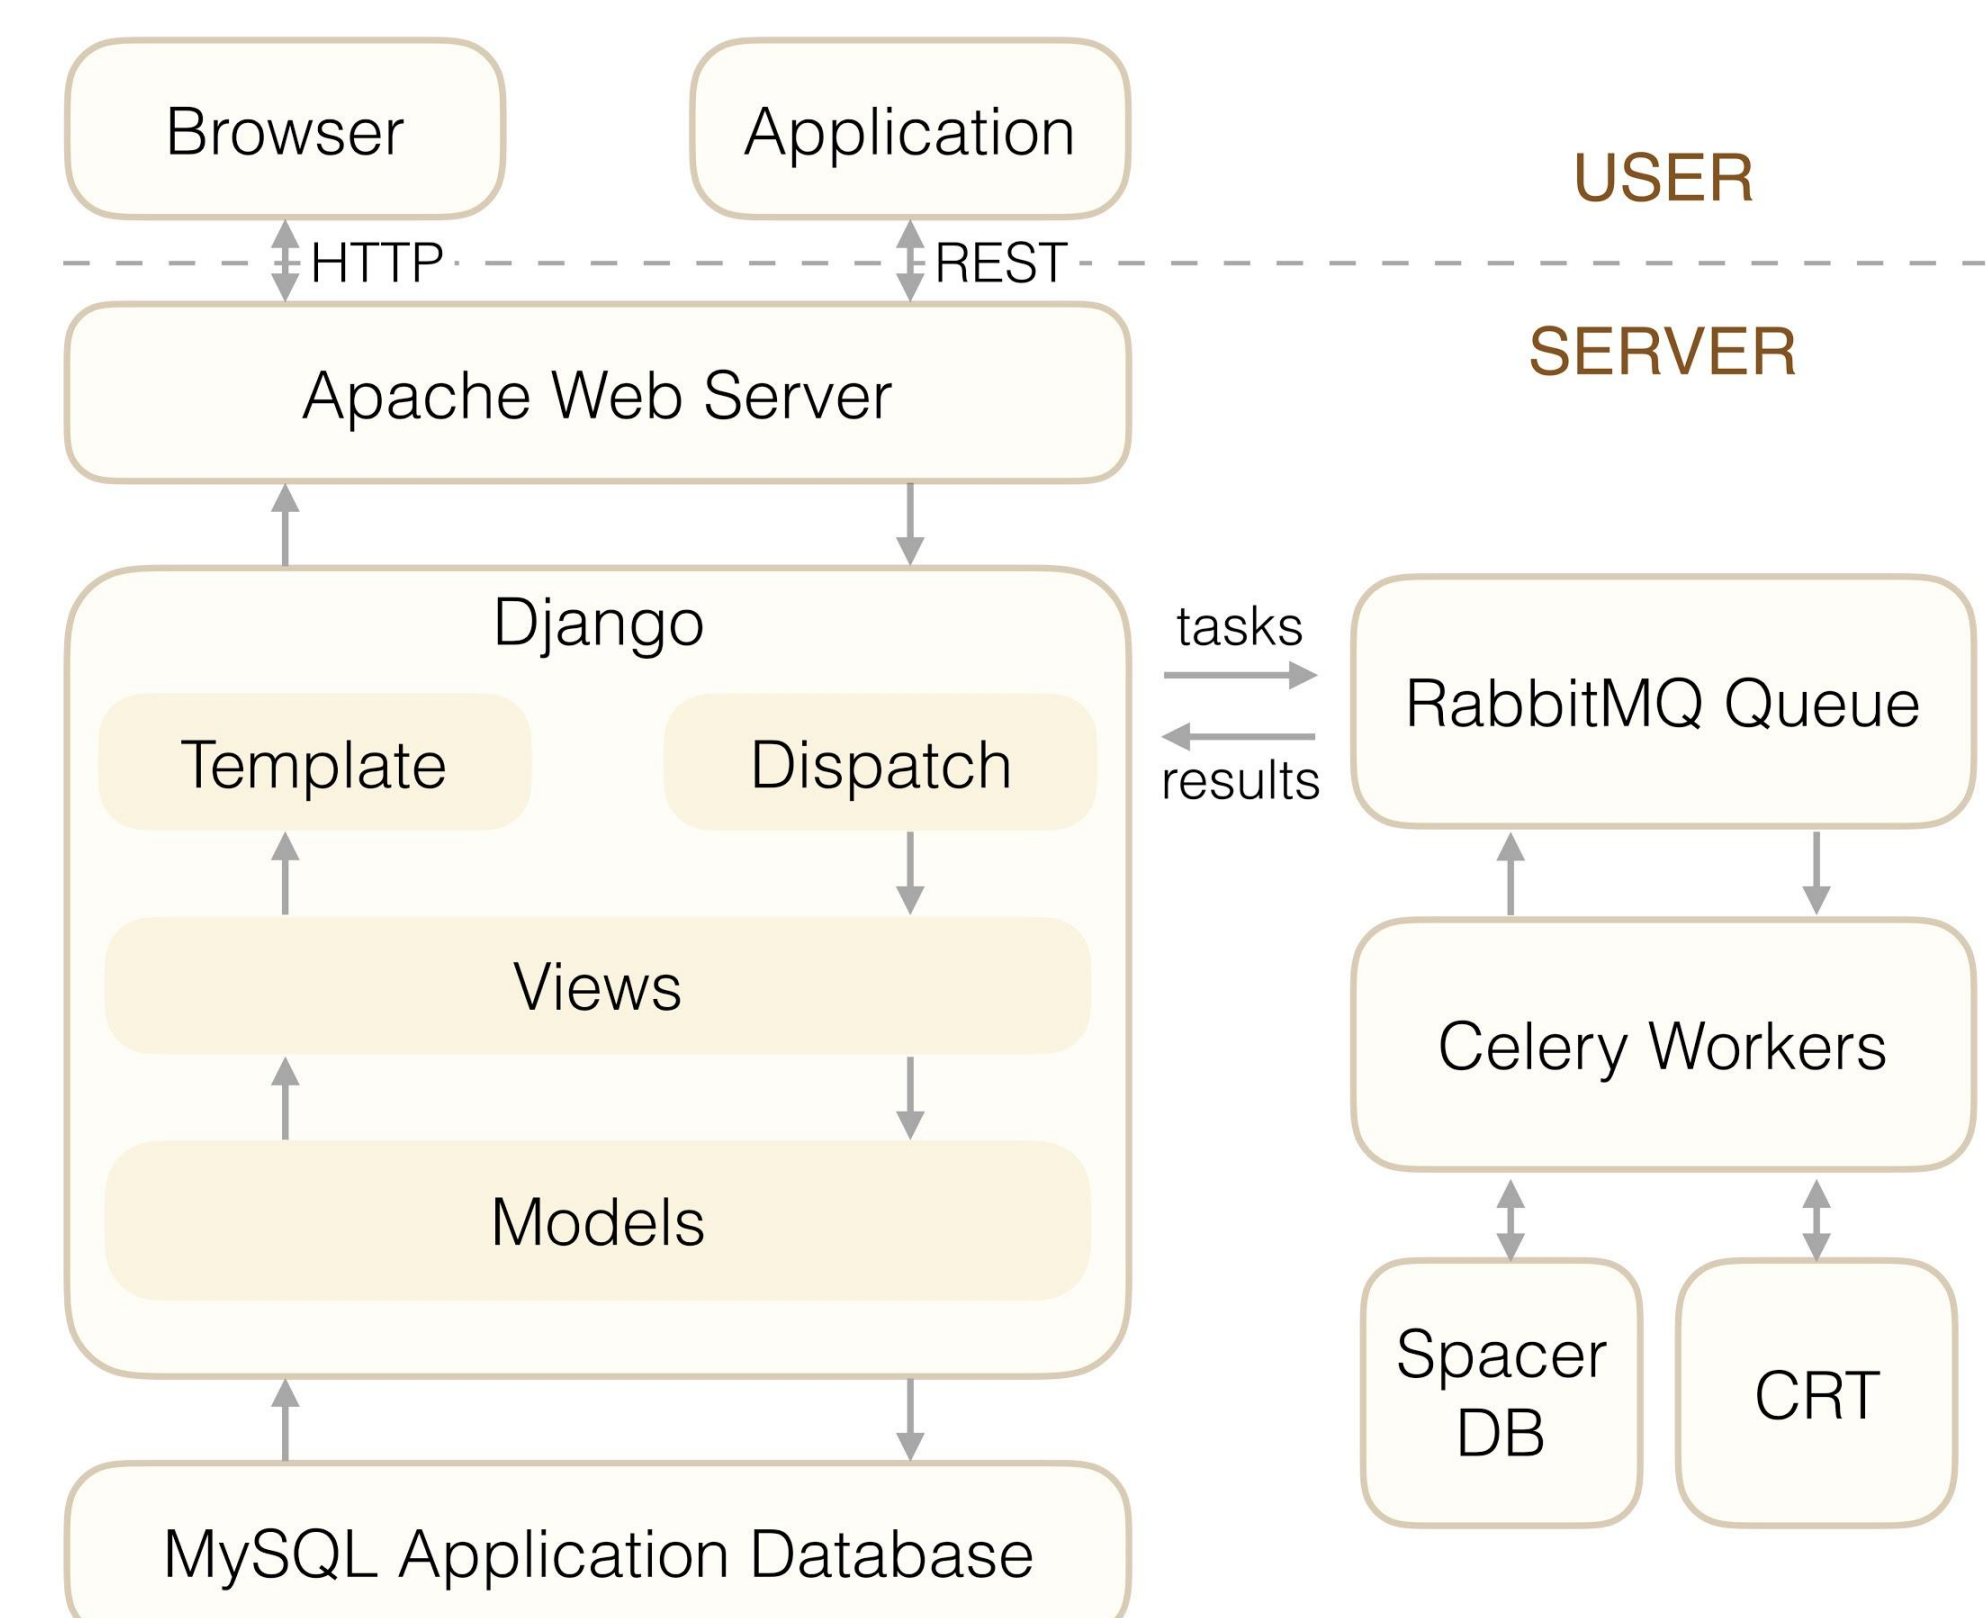 Browser
Application
USER
HTTP
REST
SERVER
Apache Web Server
Django
tasks
RabbitMQ Queue
results
Template
Dispatch
Views
Celery Workers
Models
Spacer
DB
CRT
MySQL Application Database